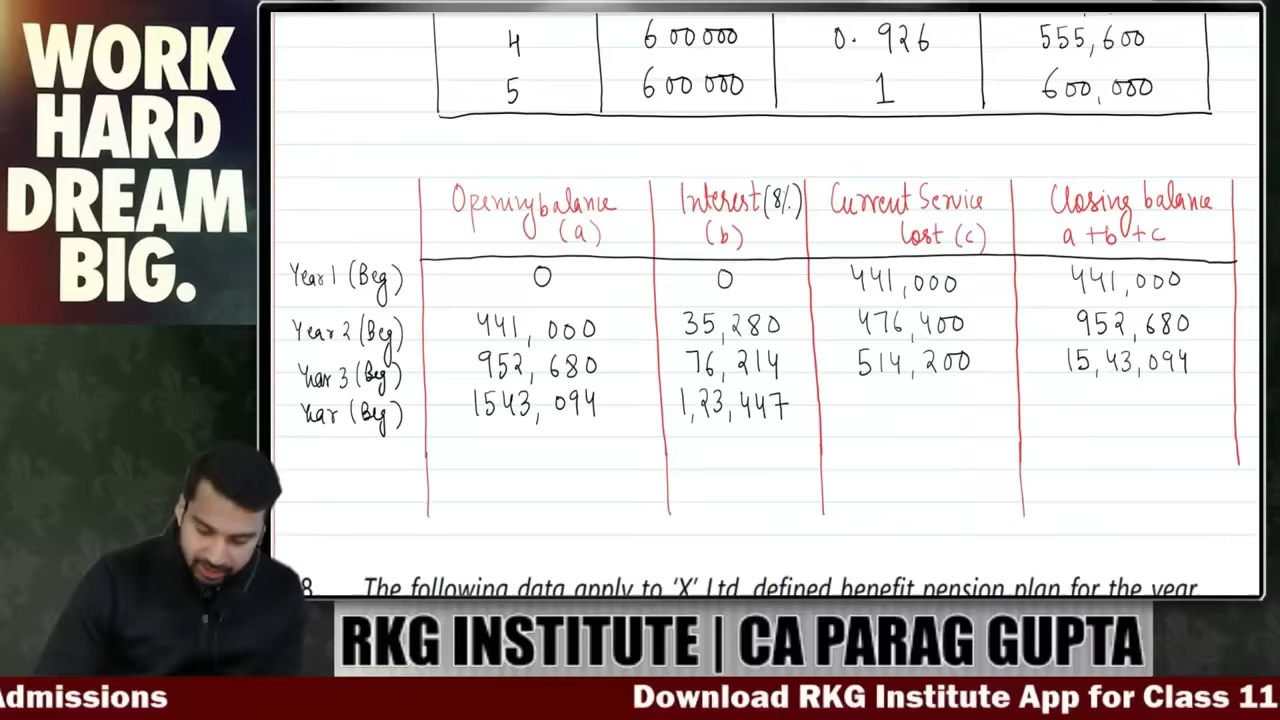 WORK
HARD
DREAM
BIG.
4 600000 0.926 555,600
5 600000 1 600,000
Opening balance (a) Interest (8%) (b) Current Service Cost (c) Closing balance a+b+c
Year 1 (Beg) 0 0 441,000 441,000
Year 2 (Beg) 441,000 35,280 476,400 952,680
Year 3 (Beg) 952,680 76,214 514,200 15,43,094
Year (Beg) 1543,094 1,23,447
8 The following data apply to ‘X’ Ltd. defined benefit pension plan for the year
RKG INSTITUTE | CA PARAG GUPTA
Admissions Download RKG Institute App for Class 11